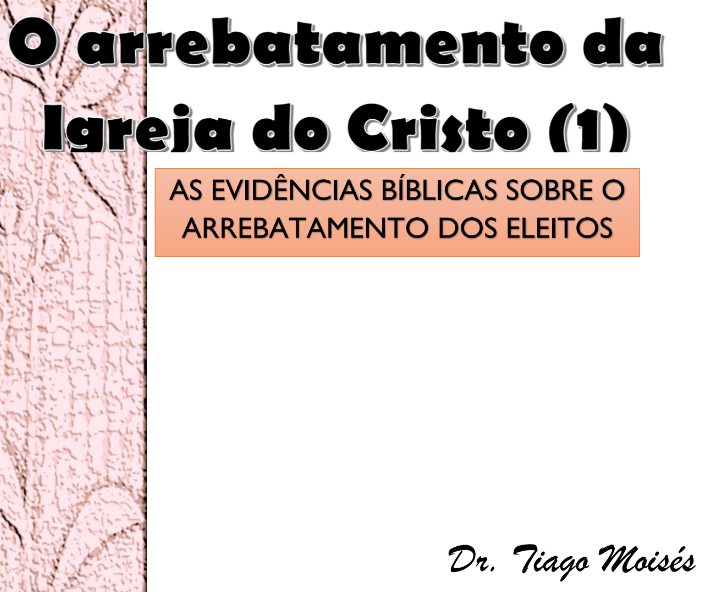 O arrebatamento da
Igreja do Cristo (1)
AS EVIDÊNCIAS BÍBLICAS SOBRE O
ARREBATAMENTO DOS ELEITOS
Dr. Tiago Moisés